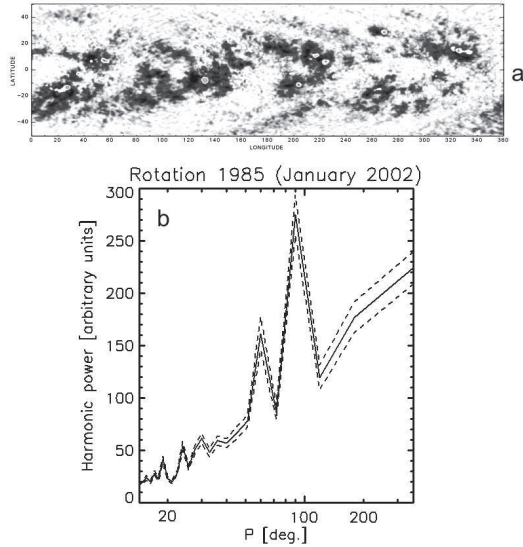 40
20
0
-20
-40
LATITUDE
0 20 40 60 80 100 120 140 160 180 200 220 240 260 280 300 320 340 360
LONGITUDE
a
Rotation 1985 (January 2002)
b
300
250
200
150
100
50
0
Harmonic power [arbitrary units]
20 100 200
P [deg.]